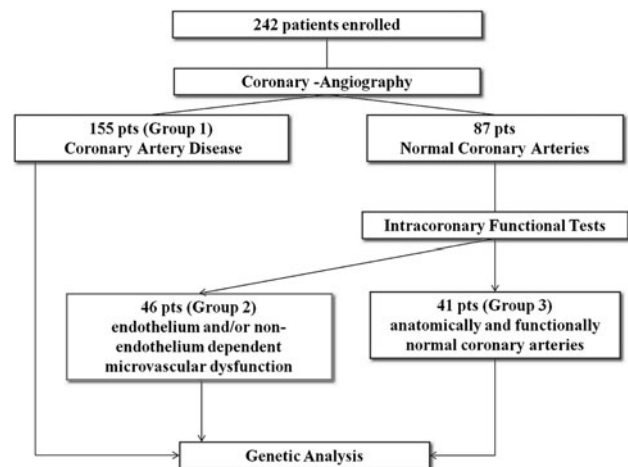 242 patients enrolled
Coronary -Angiography
155 pts (Group 1)
Coronary Artery Disease
87 pts
Normal Coronary Arteries
Intracoronary Functional Tests
46 pts (Group 2)
endothelium and/or non-
endothelium dependent
microvascular dysfunction
41 pts (Group 3)
anatomically and functionally
normal coronary arteries
Genetic Analysis